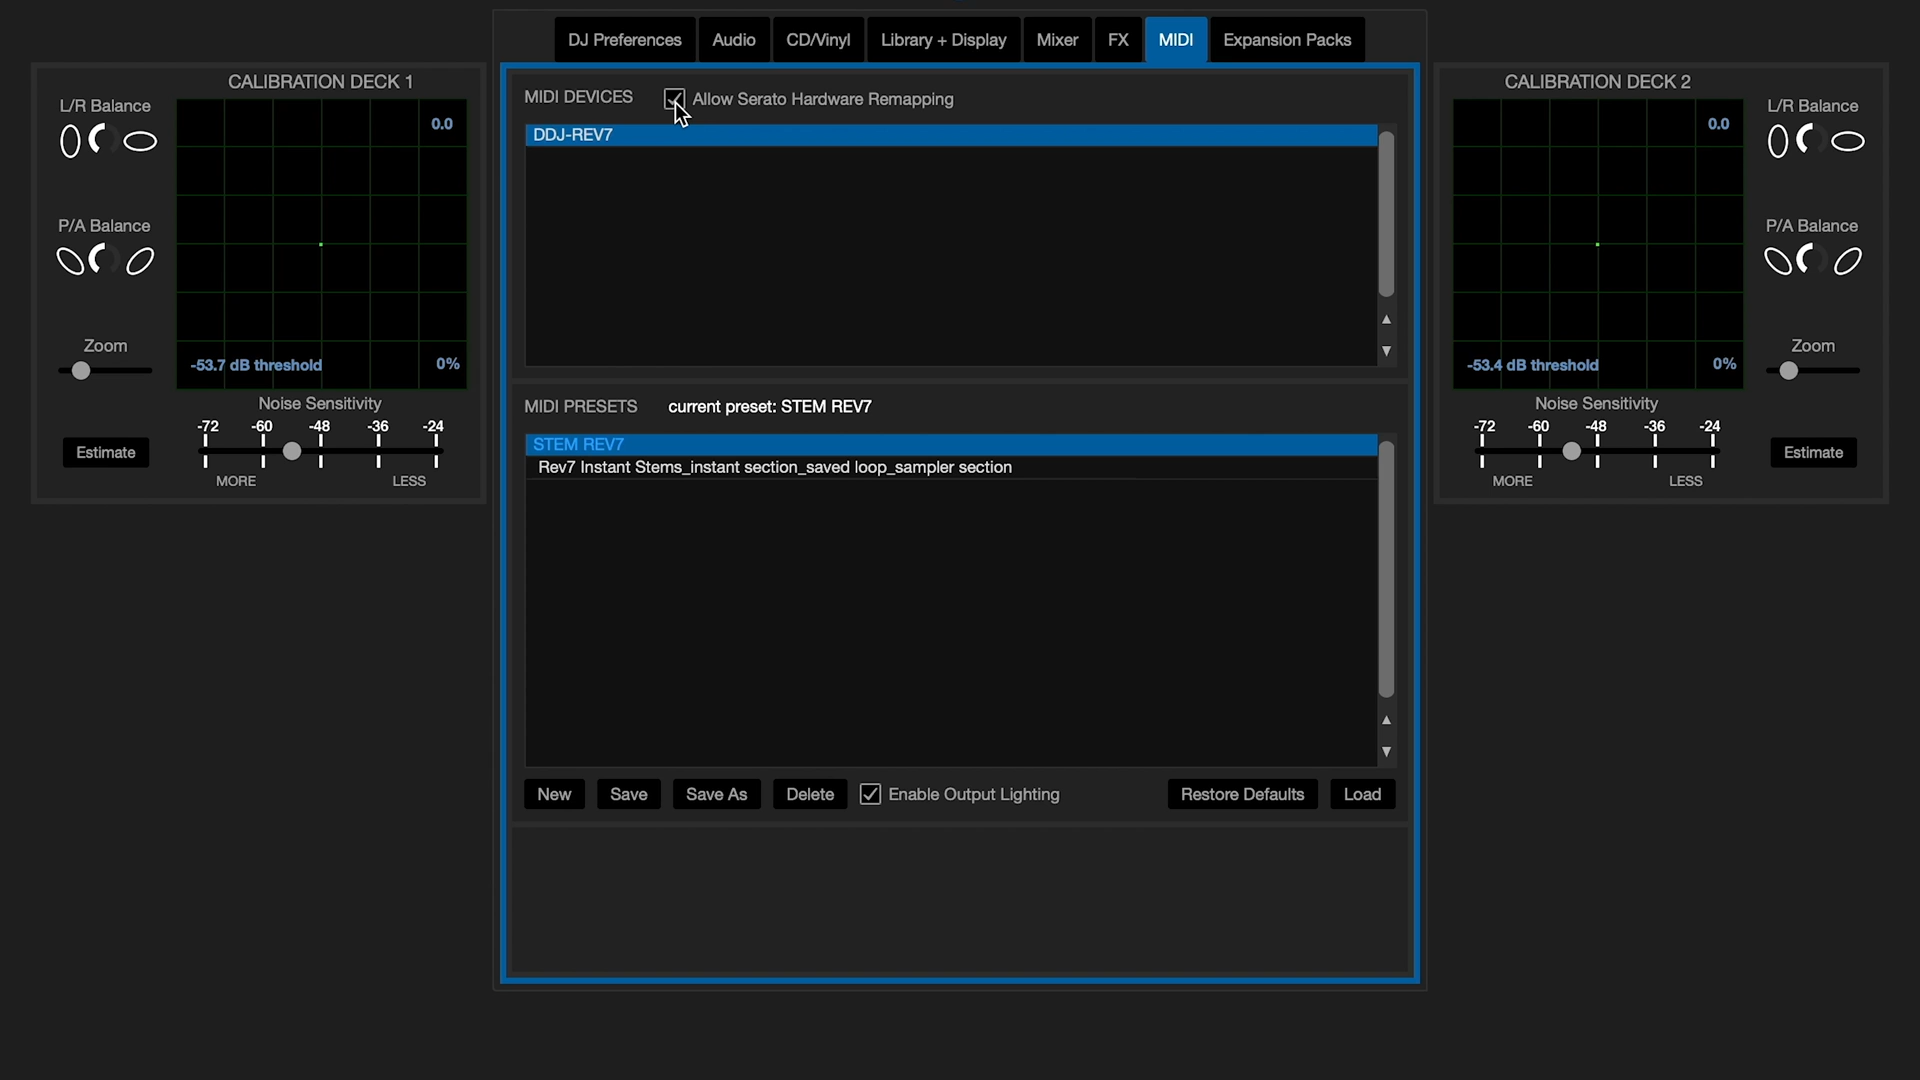 DJ Preferences
Audio
CD/Vinyl
Library + Display
Mixer
FX
MIDI
Expansion Packs
CALIBRATION DECK 1
L/R Balance
0.0
P/A Balance
Zoom
-53.7 dB threshold
0%
Noise Sensitivity
-72 -60 -48 -36 -24
Estimate
MORE
LESS
MIDI DEVICES
Allow Serato Hardware Remapping
DDJ-REV7
MIDI PRESETS
current preset: STEM REV7
STEM REV7
Rev7 Instant Stems_instant section_saved loop_sampler section
New
Save
Save As
Delete
Enable Output Lighting
Restore Defaults
Load
CALIBRATION DECK 2
L/R Balance
0.0
P/A Balance
Zoom
-53.4 dB threshold
0%
Noise Sensitivity
-72 -60 -48 -36 -24
Estimate
MORE
LESS